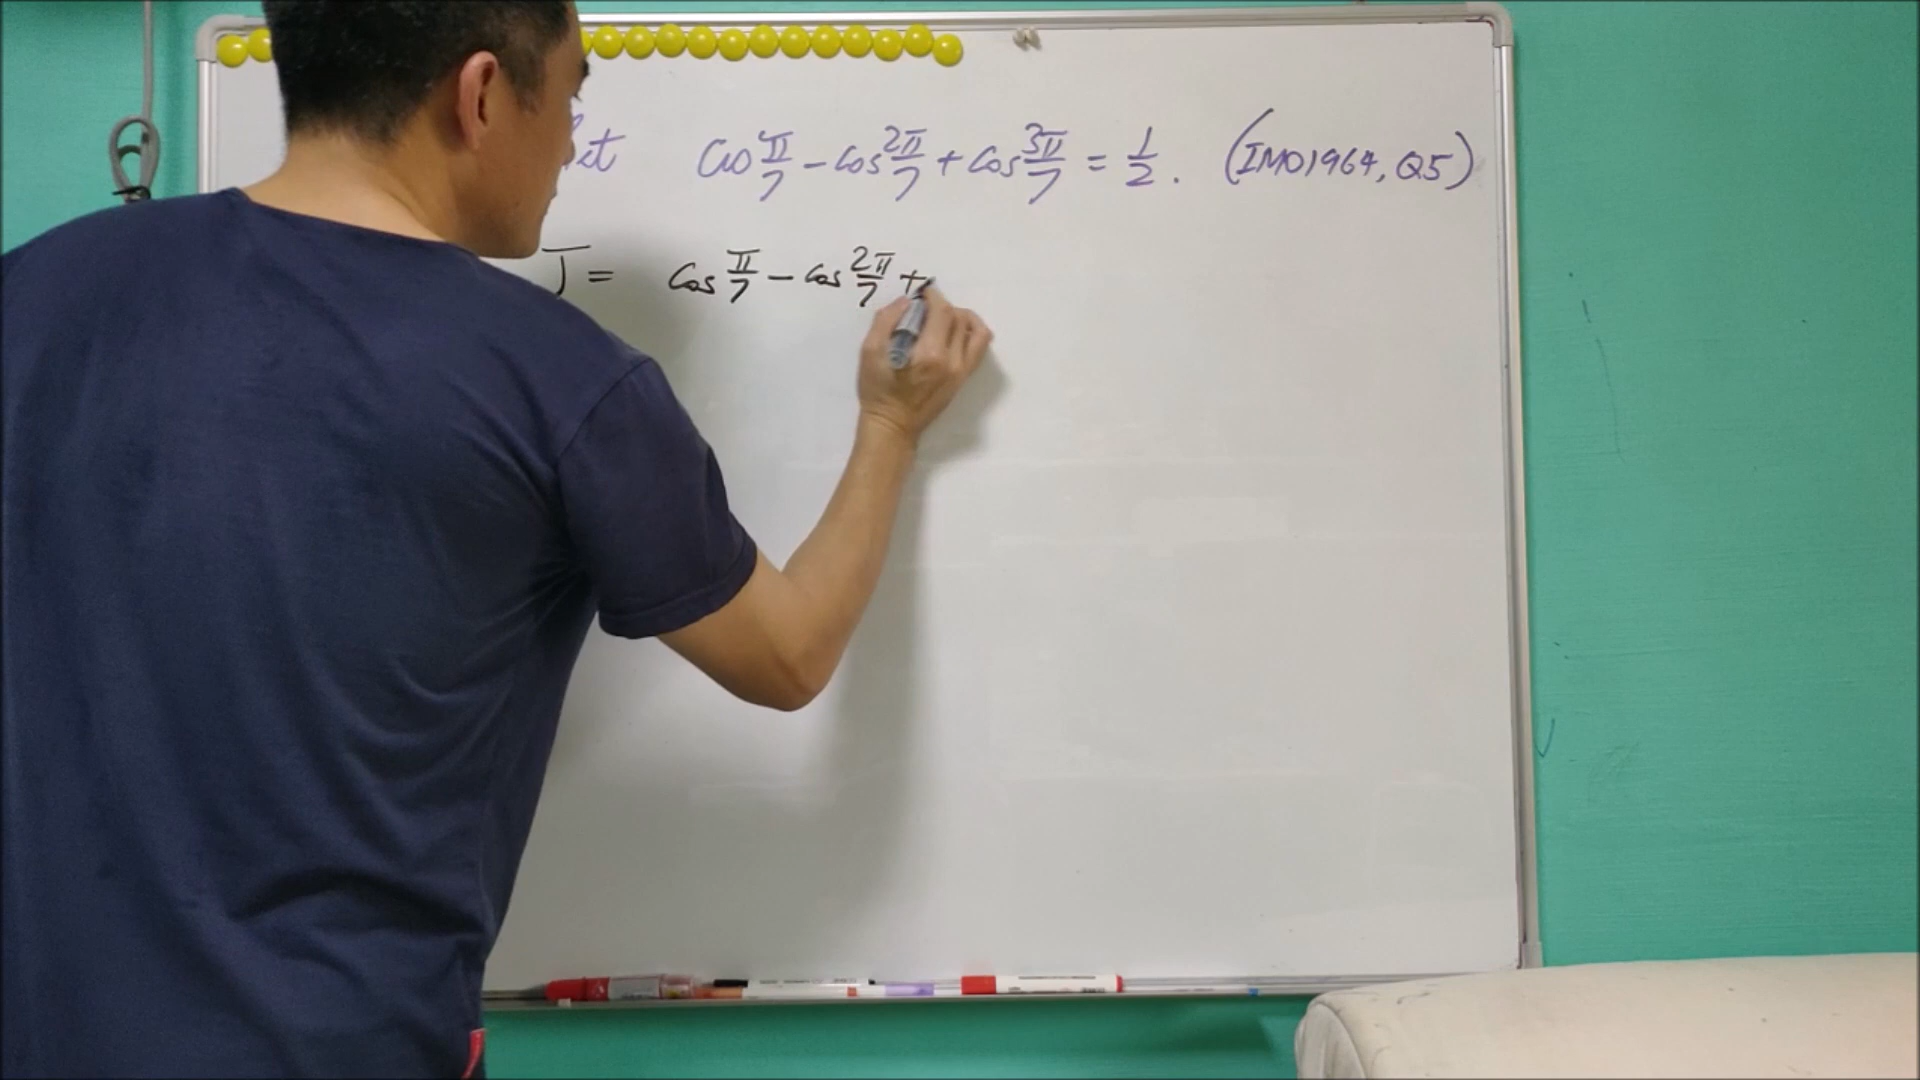 cos π/7 - cos 2π/7 + cos 3π/7 = 1/2. (IMO1964, Q5)
= cos π/7 - cos 2π/7 +